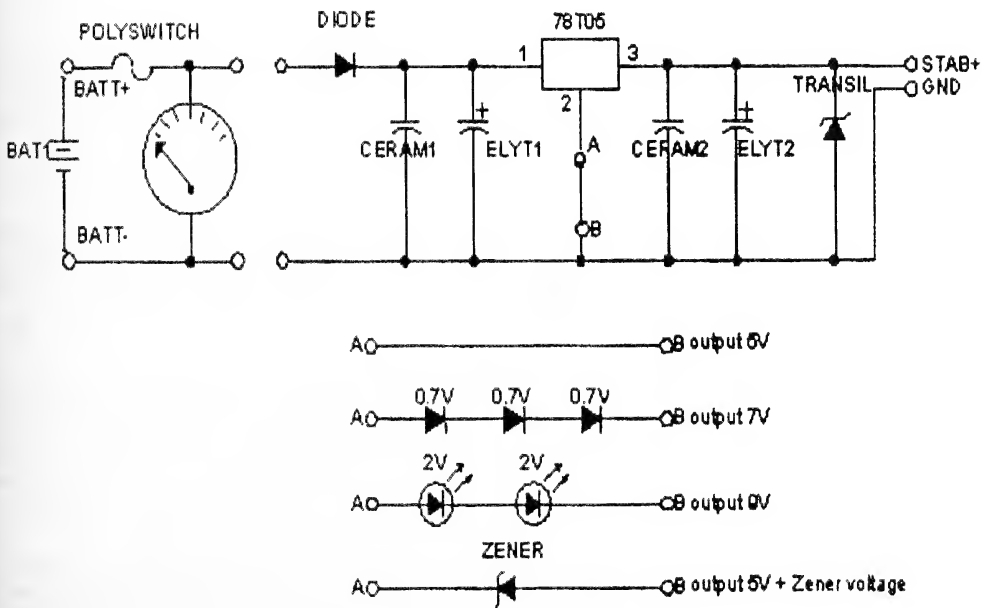 DIODE
78T05
POLYSWITCH
1
3
STAB+
BATT+
TRANSIL
GND
2
+
+
BAT1
CERAM1
ELYT1
A
CERAM2
ELYT2
BATT-
B
A B output 5V
0.7V 0.7V 0.7V
A B output 7V
2V 2V
A B output 9V
ZENER
A B output 5V + Zener voltage